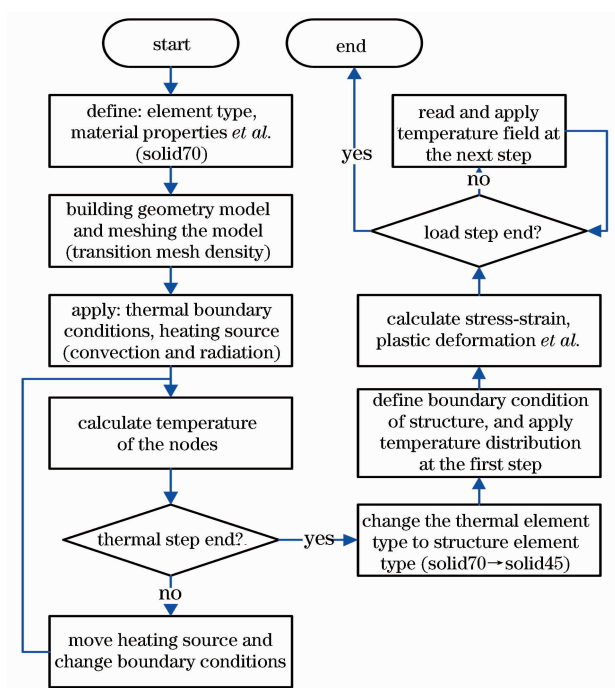 start
define: element type,
material properties et al.
(solid70)
building geometry model
and meshing the model
(transition mesh density)
apply: thermal boundary
conditions, heating source
(convection and radiation)
calculate temperature
of the nodes
thermal step end?
no
move heating source and
change boundary conditions
yes
change the thermal element
type to structure element
type (solid70→solid45)
define boundary condition
of structure, and apply
temperature distribution
at the first step
calculate stress-strain,
plastic deformation et al.
load step end?
no
read and apply
temperature field at
the next step
yes
end